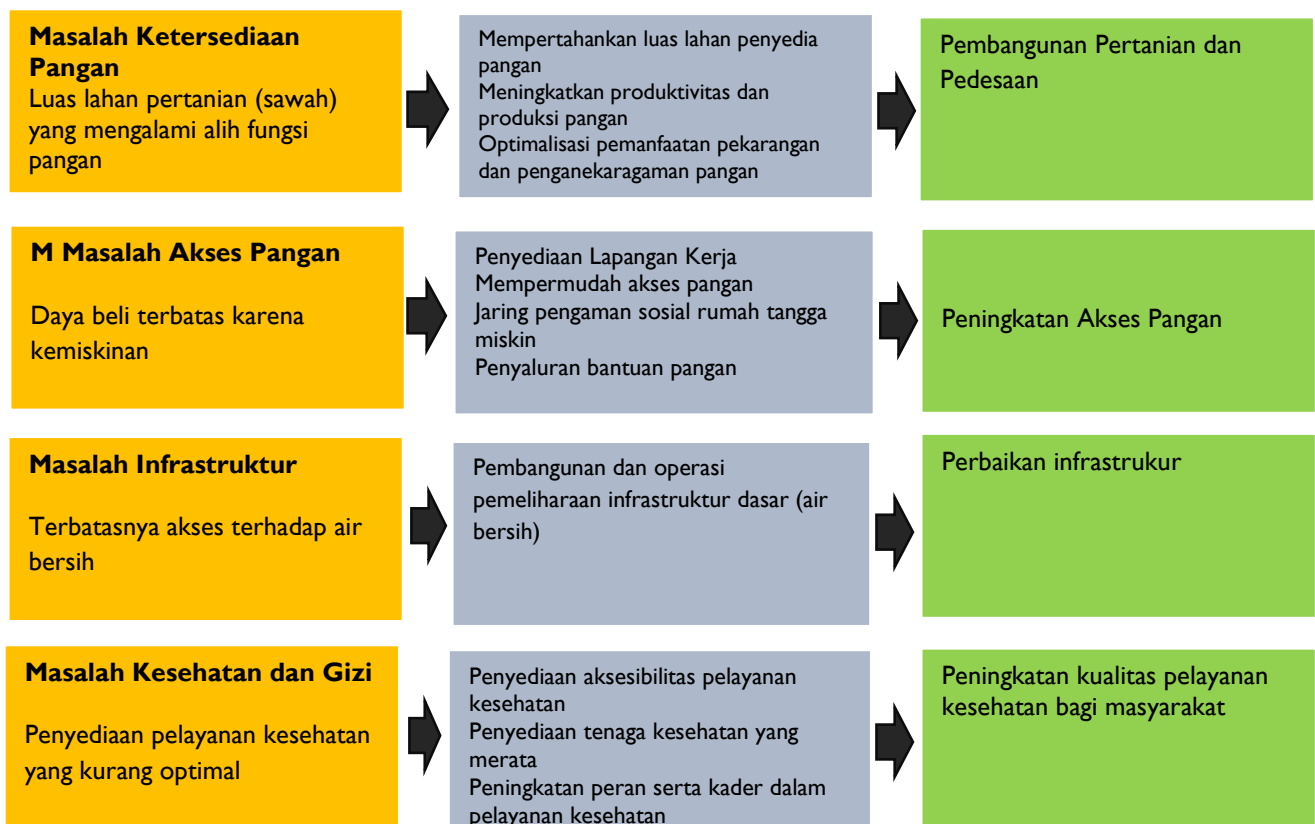 Masalah Ketersediaan
Pangan
Luas lahan pertanian (sawah)
yang mengalami alih fungsi
pangan
Mempertahankan luas lahan penyedia
pangan
Meningkatkan produktivitas dan
produksi pangan
Optimalisasi pemanfaatan pekarangan
dan penganekaragaman pangan
Pembangunan Pertanian dan
Pedesaan
M Masalah Akses Pangan
Daya beli terbatas karena
kemiskinan
Penyediaan Lapangan Kerja
Mempermudah akses pangan
Jaring pengaman sosial rumah tangga
miskin
Penyaluran bantuan pangan
Peningkatan Akses Pangan
Masalah Infrastruktur
Terbatasnya akses terhadap air
bersih
Pembangunan dan operasi
pemeliharaan infrastruktur dasar (air
bersih)
Perbaikan infrastrukur
Masalah Kesehatan dan Gizi
Penyediaan pelayanan kesehatan
yang kurang optimal
Penyediaan aksesibilitas pelayanan
kesehatan
Penyediaan tenaga kesehatan yang
merata
Peningkatan peran serta kader dalam
pelayanan kesehatan
Peningkatan kualitas pelayanan
kesehatan bagi masyarakat